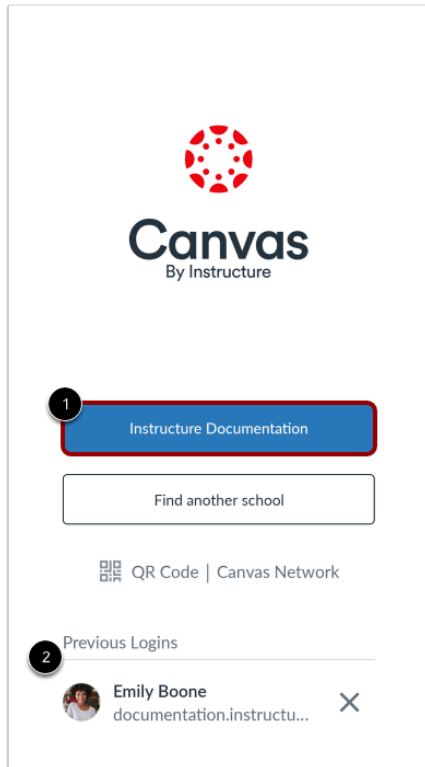 Canvas
By Instructure
1
Instructure Documentation
Find another school
QR Code | Canvas Network
Previous Logins
2
Emily Boone
documentation.instructu...